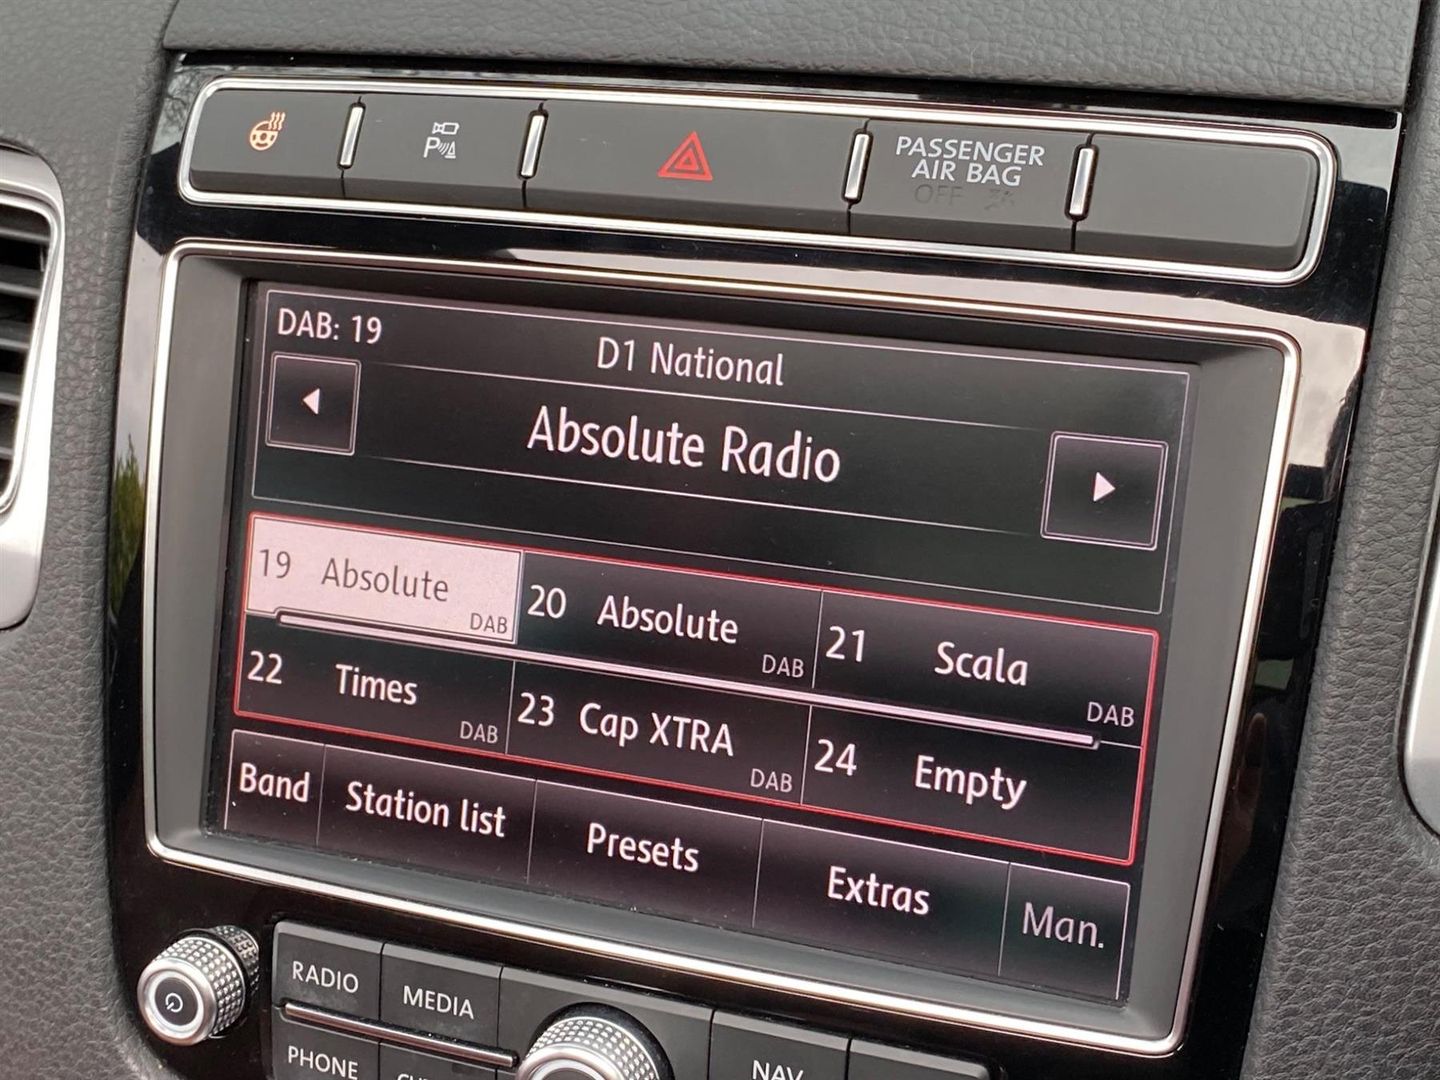 PASSENGER
AIR BAG
OFF
DAB: 19
D1 National
Absolute Radio
19 Absolute DAB
20 Absolute DAB
21 Scala DAB
22 Times DAB
23 Cap XTRA DAB
24 Empty
Band
Station list
Presets
Extras
Man.
RADIO
MEDIA
PHONE
NAV